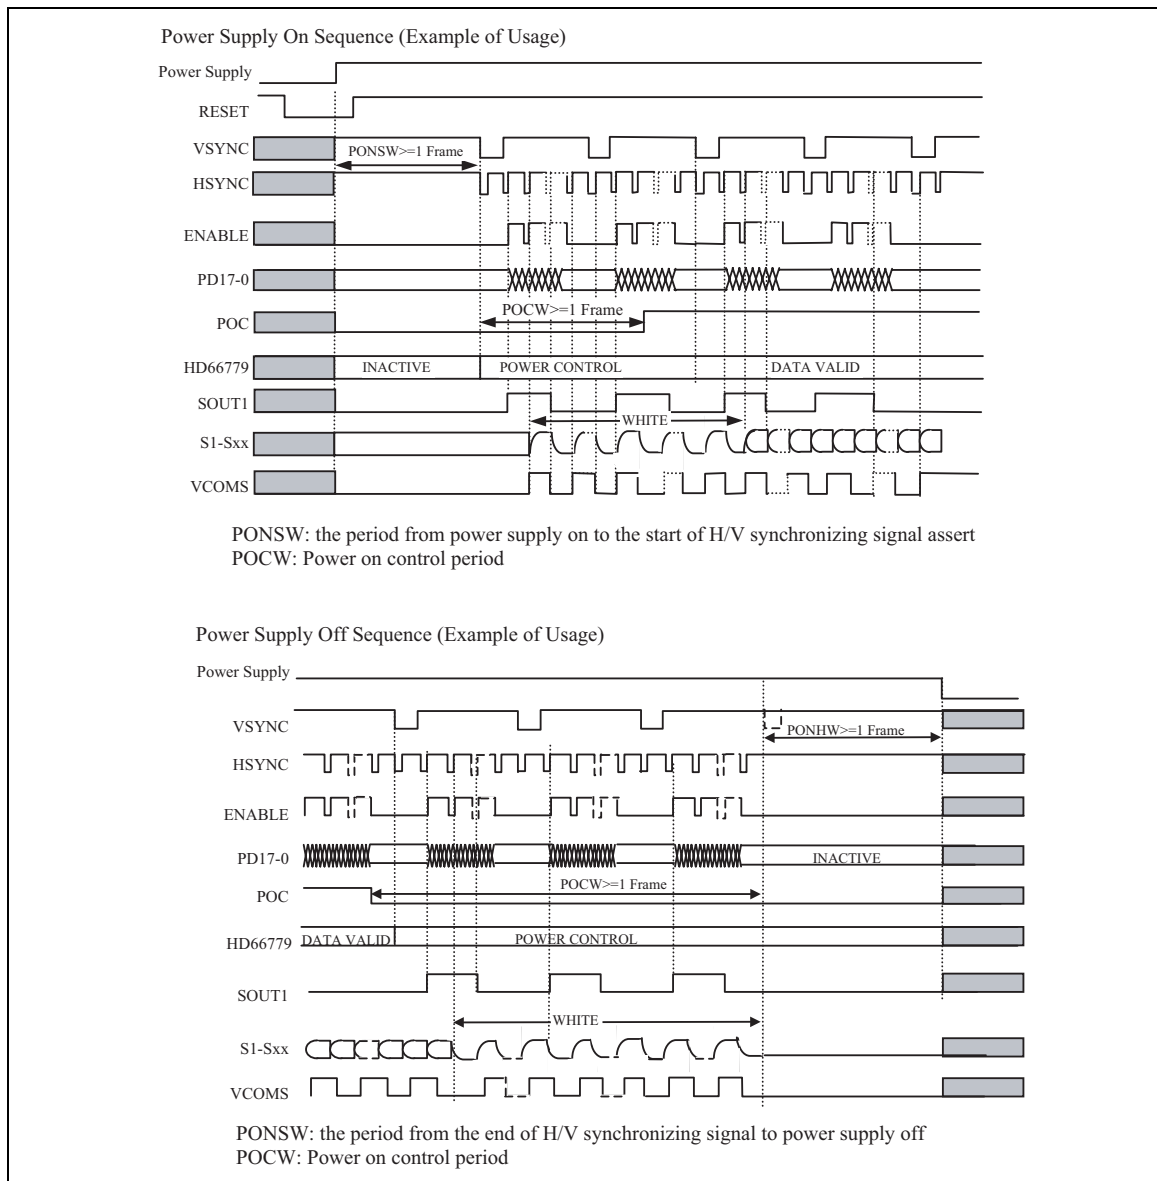 Power Supply On Sequence (Example of Usage)
Power Supply
RESET
VSYNC
PONSW>=1 Frame
HSYNC
ENABLE
PD17-0
POCW>=1 Frame
POC
HD66779
INACTIVE
POWER CONTROL
DATA VALID
SOUT1
WHITE
S1-Sxx
VCOMS
PONSW: the period from power supply on to the start of H/V synchronizing signal assert
POCW: Power on control period
Power Supply Off Sequence (Example of Usage)
Power Supply
VSYNC
PONHW>=1 Frame
HSYNC
ENABLE
PD17-0
INACTIVE
POCW>=1 Frame
POC
HD66779
DATA VALID
POWER CONTROL
SOUT1
WHITE
S1-Sxx
VCOMS
PONSW: the period from the end of H/V synchronizing signal to power supply off
POCW: Power on control period